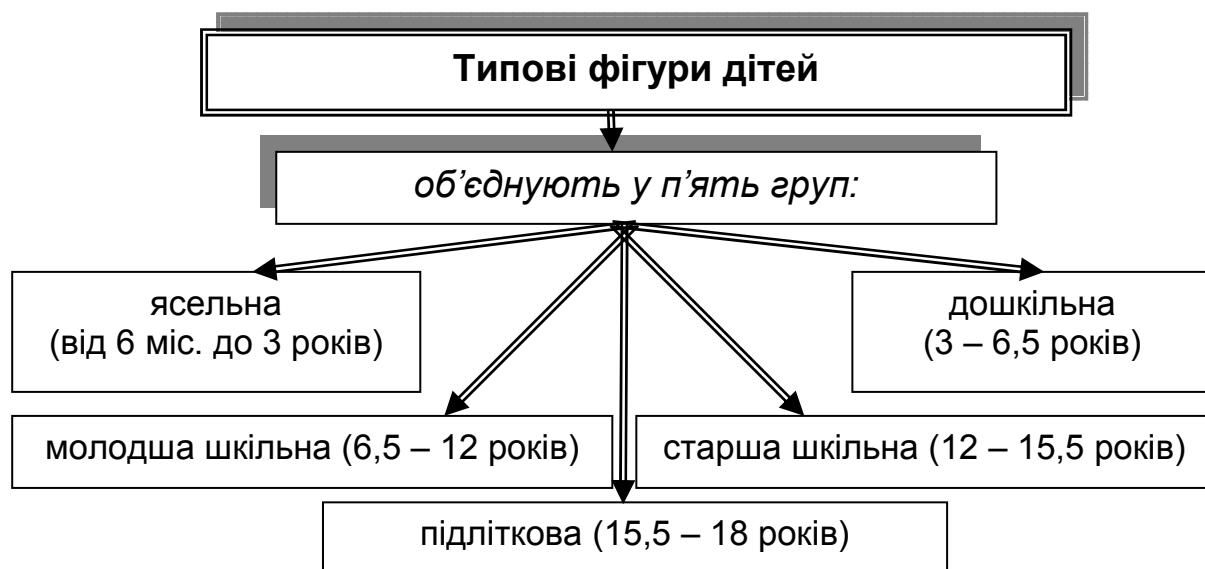 Типові фігури дітей
об’єднують у п’ять груп:
ясельна
(від 6 міс. до 3 років)
дошкільна
(3 – 6,5 років)
молодша шкільна (6,5 – 12 років)
старша шкільна (12 – 15,5 років)
підліткова (15,5 – 18 років)